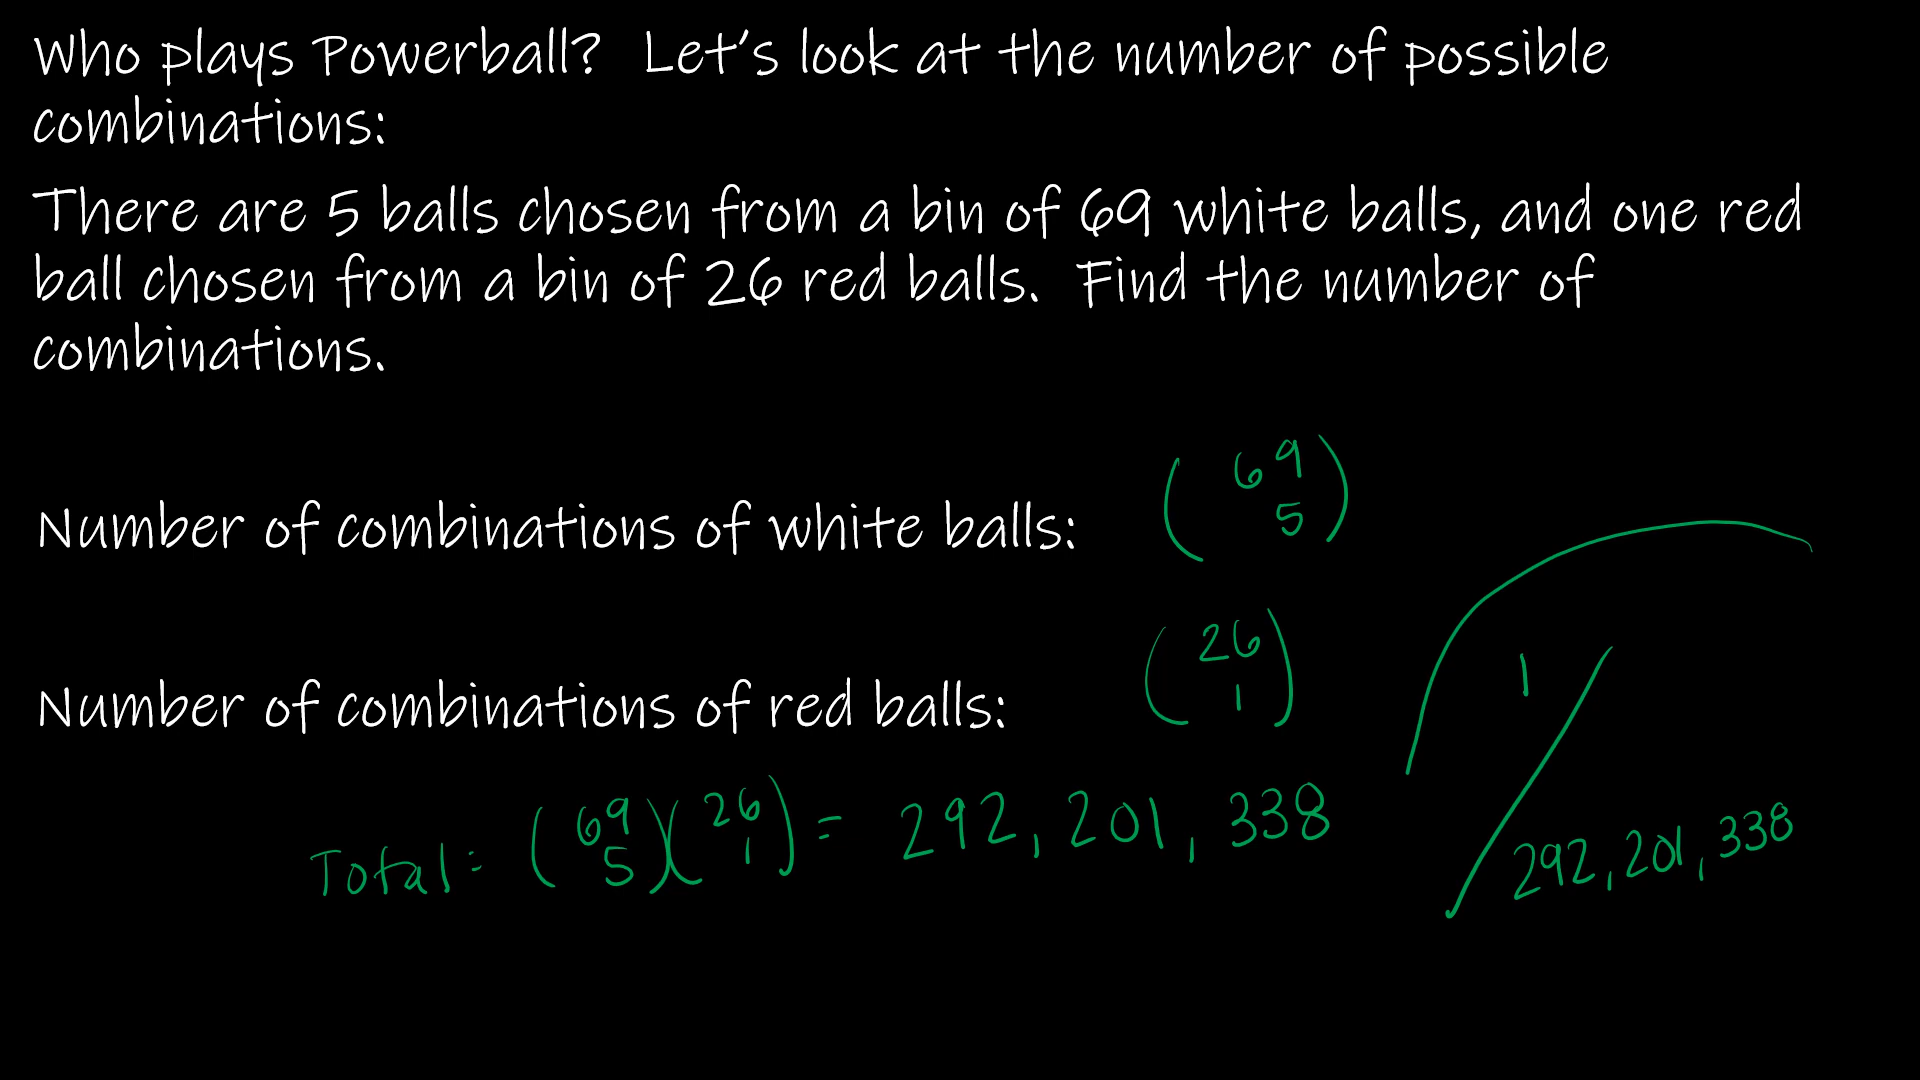 Who plays Powerball? Let's look at the number of possible
combinations:
There are 5 balls chosen from a bin of 69 white balls, and one red
ball chosen from a bin of 26 red balls. Find the number of
combinations.
Number of combinations of white balls: (69
5)
Number of combinations of red balls: (26
1)
Total: (69
5)(26
1) = 292, 201, 338
1/
292, 201, 338